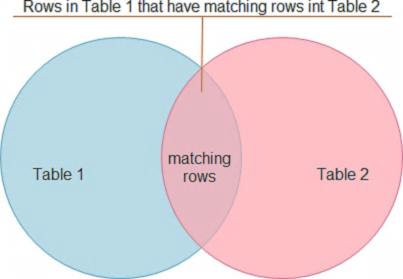 Rows in Table 1 that have matching rows int Table 2
Table 1
matching
rows
Table 2